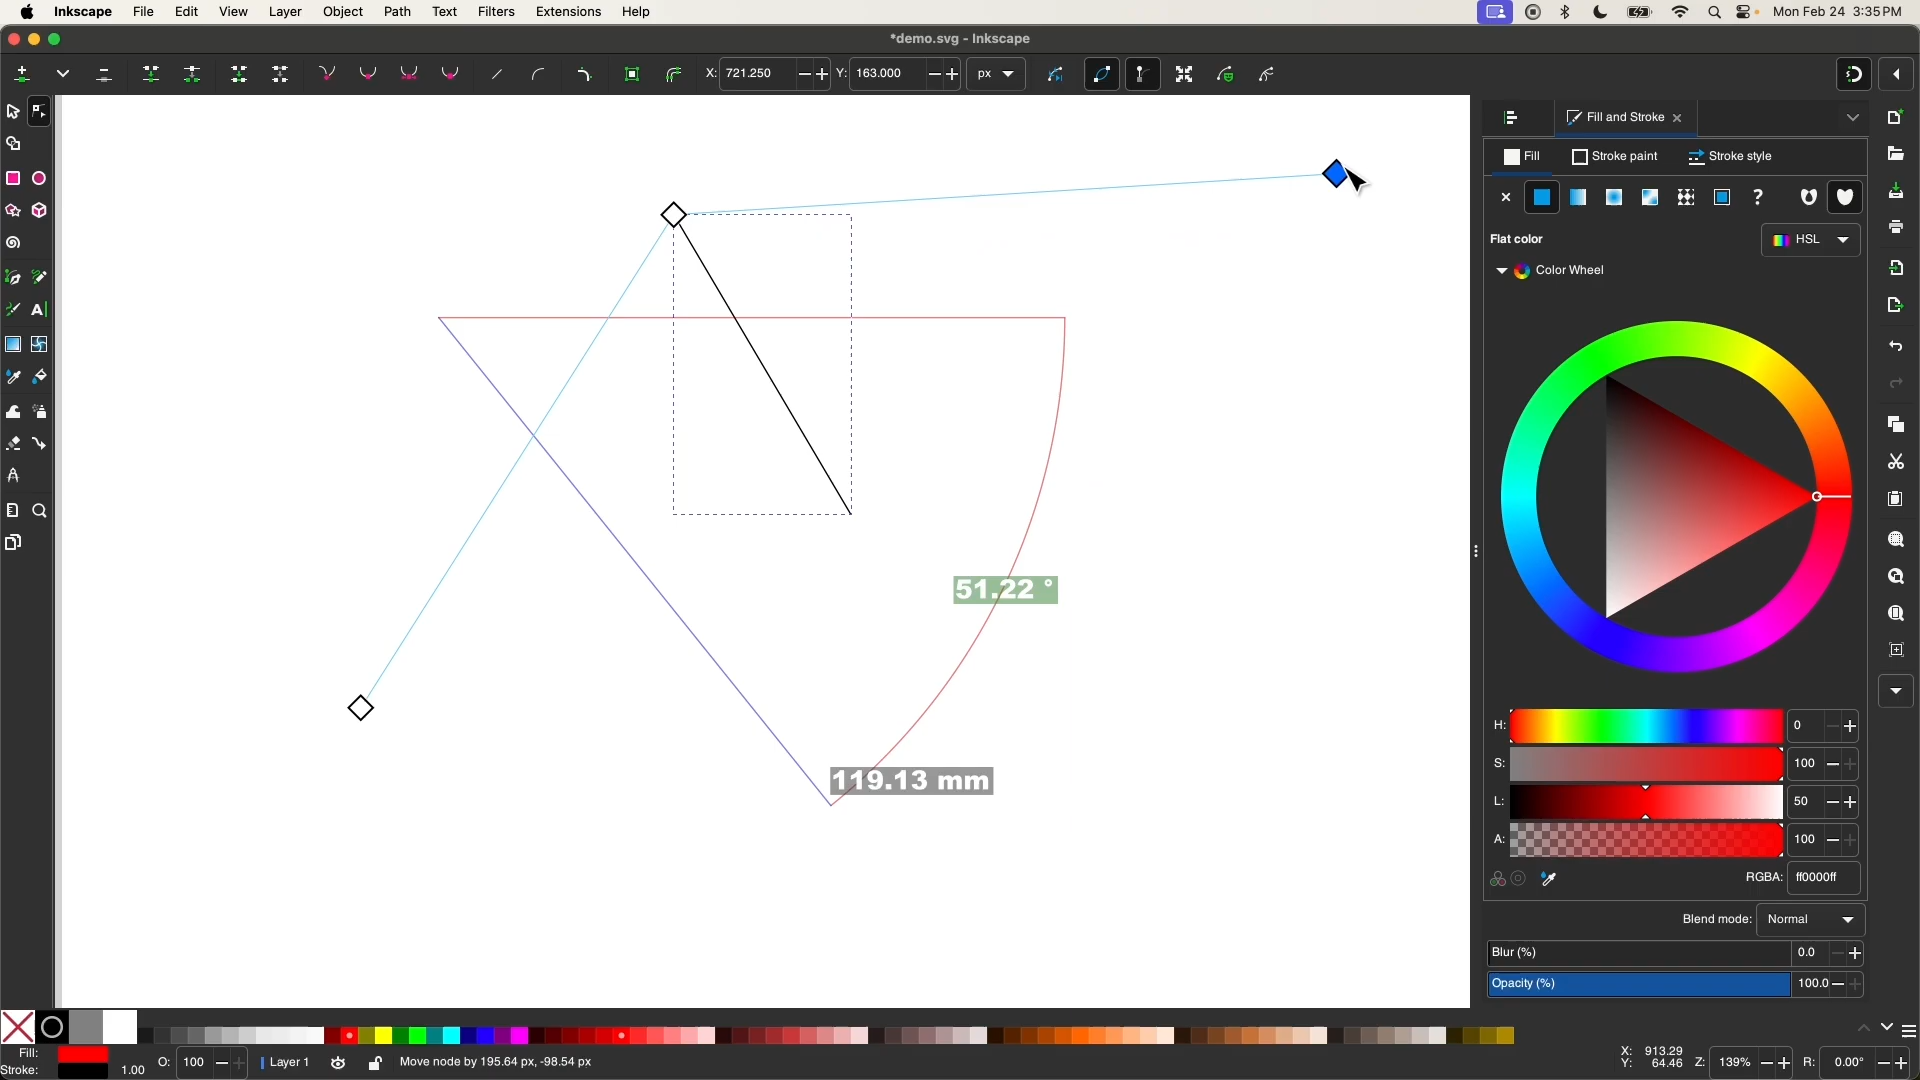 Inkscape File Edit View Layer Object Path Text Filters Extensions Help Mon Feb 24 3:35 PM
*demo.svg - Inkscape
X: 721.250 Y: 163.000 px
Fill and Stroke
Fill Stroke paint Stroke style
Flat color HSL
Color Wheel
51.22 °
119.13 mm
H: 0
S: 100
L: 50
A: 100
RGBA: ff0000ff
Blend mode: Normal
Blur (%) 0.0
Opacity (%) 100.0
Fill:
Stroke: 1.00
O: 100 Layer 1 Move node by 195.64 px, -98.54 px
X: 913.29
Y: 64.46
Z: 139% R: 0.00°